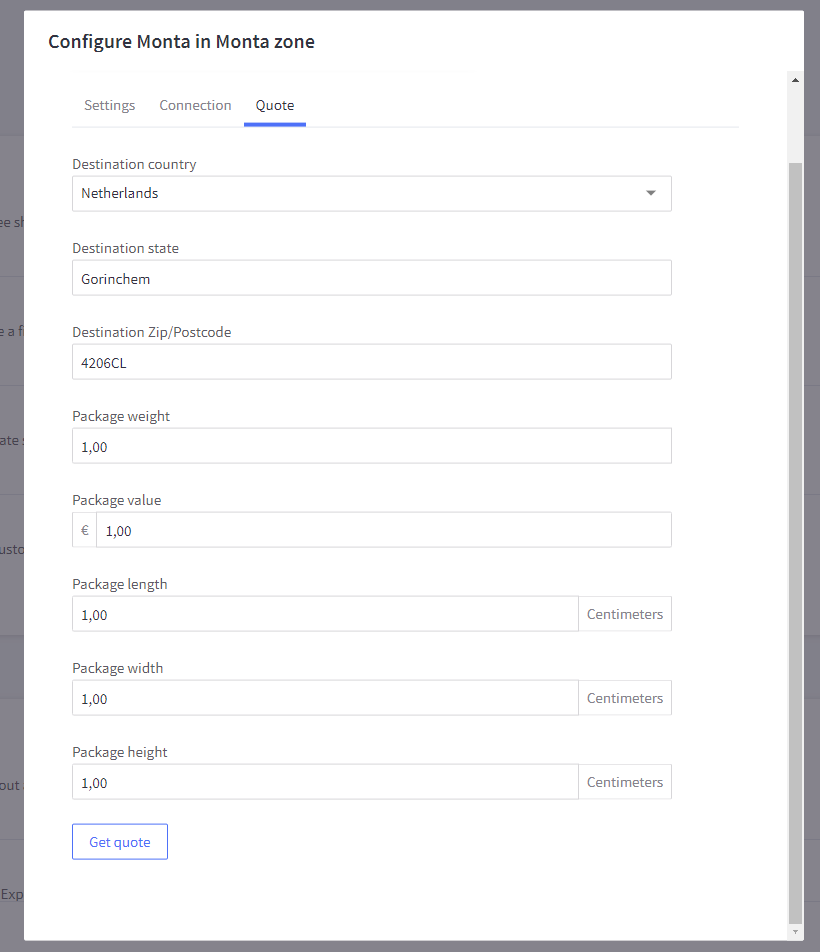 Configure Monta in Monta zone
Settings Connection Quote
Destination country
Netherlands
Destination state
Gorinchem
Destination Zip/Postcode
4206CL
Package weight
1,00
Package value
€ 1,00
Package length
1,00 Centimeters
Package width
1,00 Centimeters
Package height
1,00 Centimeters
Get quote